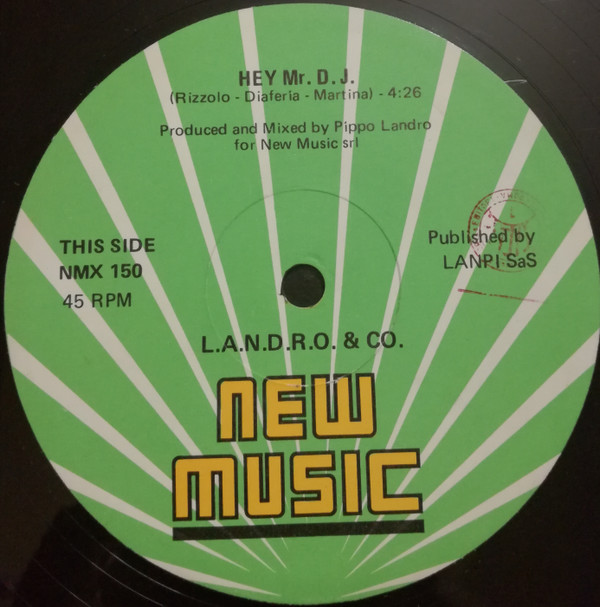 HEY Mr. D.J.
(Rizzolo - Diaferia - Martina) - 4:26
Produced and Mixed by Pippo Landro
for New Music srl
THIS SIDE
NMX 150
45 RPM
Published by
LANPI SaS
L.A.N.D.R.O. & CO.
NEW
MUSIC